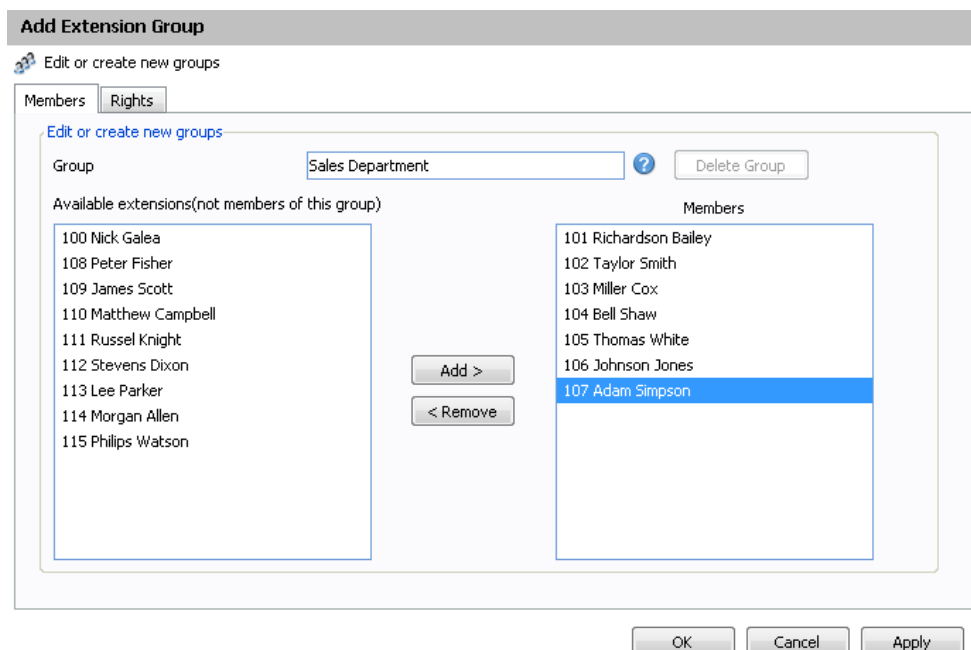 Add Extension Group
Edit or create new groups
Members Rights
Edit or create new groups
Group Sales Department ? Delete Group
Available extensions(not members of this group)
Members
100 Nick Galea
108 Peter Fisher
109 James Scott
110 Matthew Campbell
111 Russel Knight
112 Stevens Dixon
113 Lee Parker
114 Morgan Allen
115 Philips Watson
Add >
< Remove
101 Richardson Bailey
102 Taylor Smith
103 Miller Cox
104 Bell Shaw
105 Thomas White
106 Johnson Jones
107 Adam Simpson
OK Cancel Apply